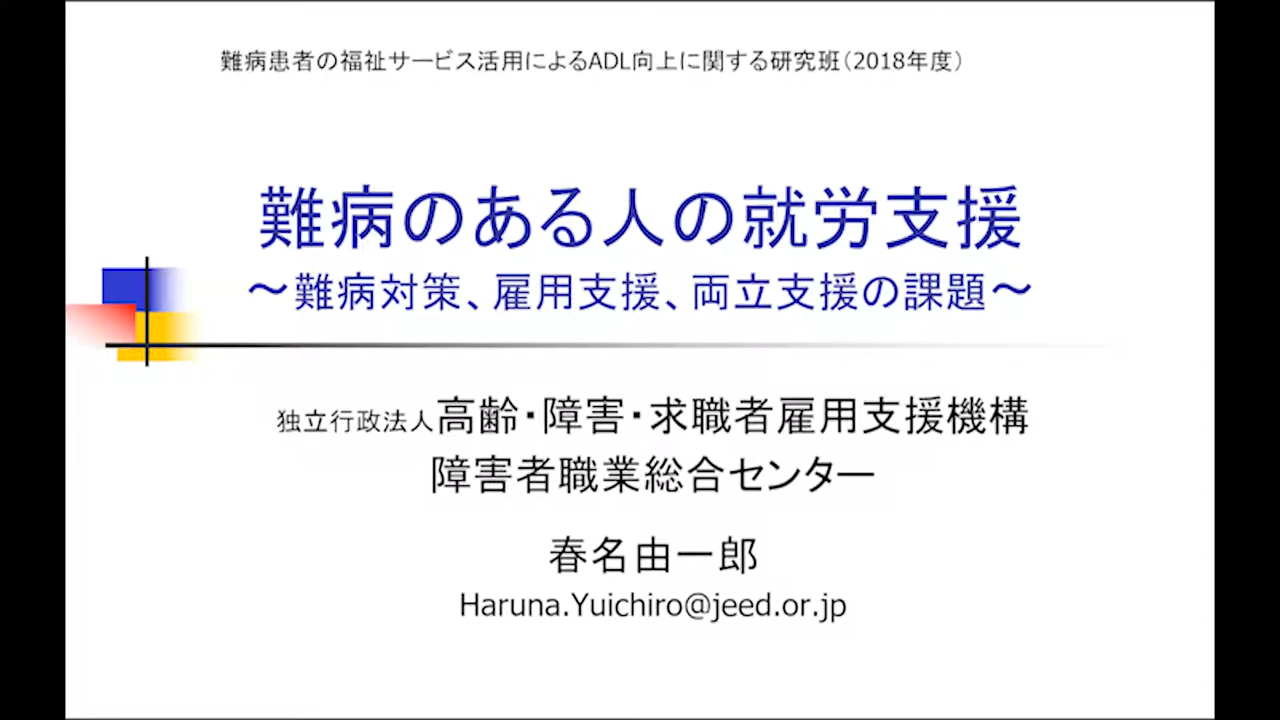 難病患者の福祉サービス活用によるADL向上に関する研究班（2018年度）
難病のある人の就労支援
～難病対策、雇用支援、両立支援の課題～
独立行政法人高齢・障害・求職者雇用支援機構
障害者職業総合センター
春名由一郎
Haruna.Yuichiro@jeed.or.jp